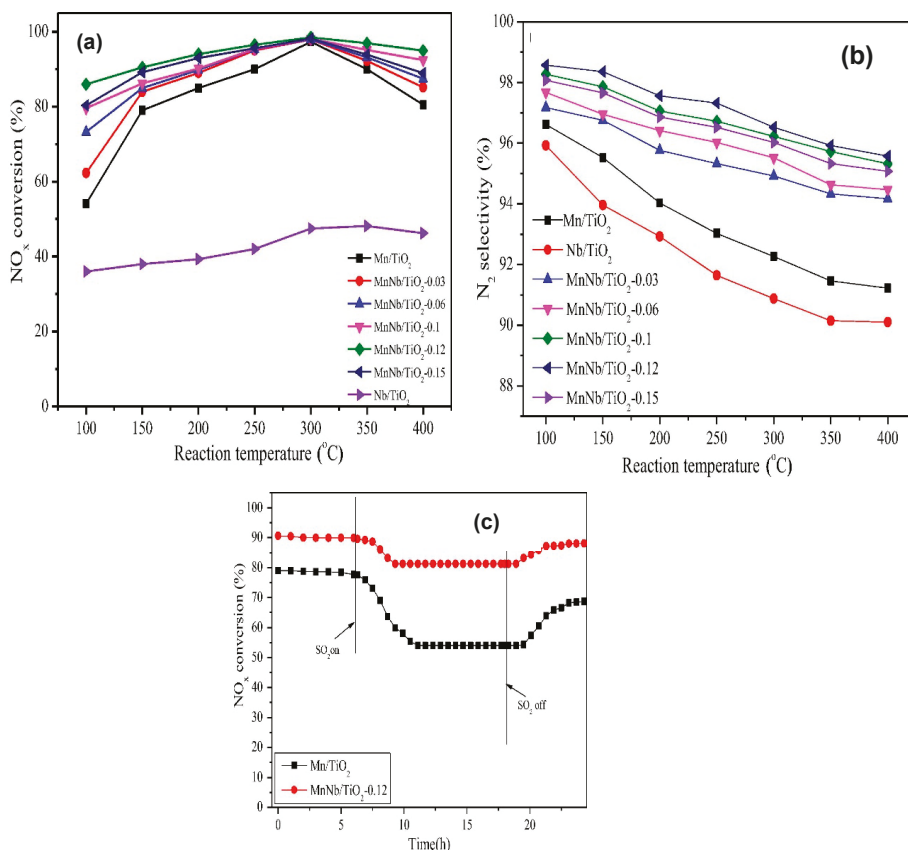 (a)
NOₓ conversion (%)
100
80
60
40
20
0
Mn/TiO₂
MnNb/TiO₂-0.03
MnNb/TiO₂-0.06
MnNb/TiO₂-0.1
MnNb/TiO₂-0.12
MnNb/TiO₂-0.15
Nb/TiO₂
100 150 200 250 300 350 400
Reaction temperature (°C)
(b)
N₂ selectivity (%)
100
98
96
94
92
90
88
Mn/TiO₂
Nb/TiO₂
MnNb/TiO₂-0.03
MnNb/TiO₂-0.06
MnNb/TiO₂-0.1
MnNb/TiO₂-0.12
MnNb/TiO₂-0.15
100 150 200 250 300 350 400
Reaction temperature (°C)
(c)
NOₓ conversion (%)
100
90
80
70
60
50
40
30
20
10
0
SO₂on
SO₂ off
Mn/TiO₂
MnNb/TiO₂-0.12
0 5 10 15 20
Time(h)